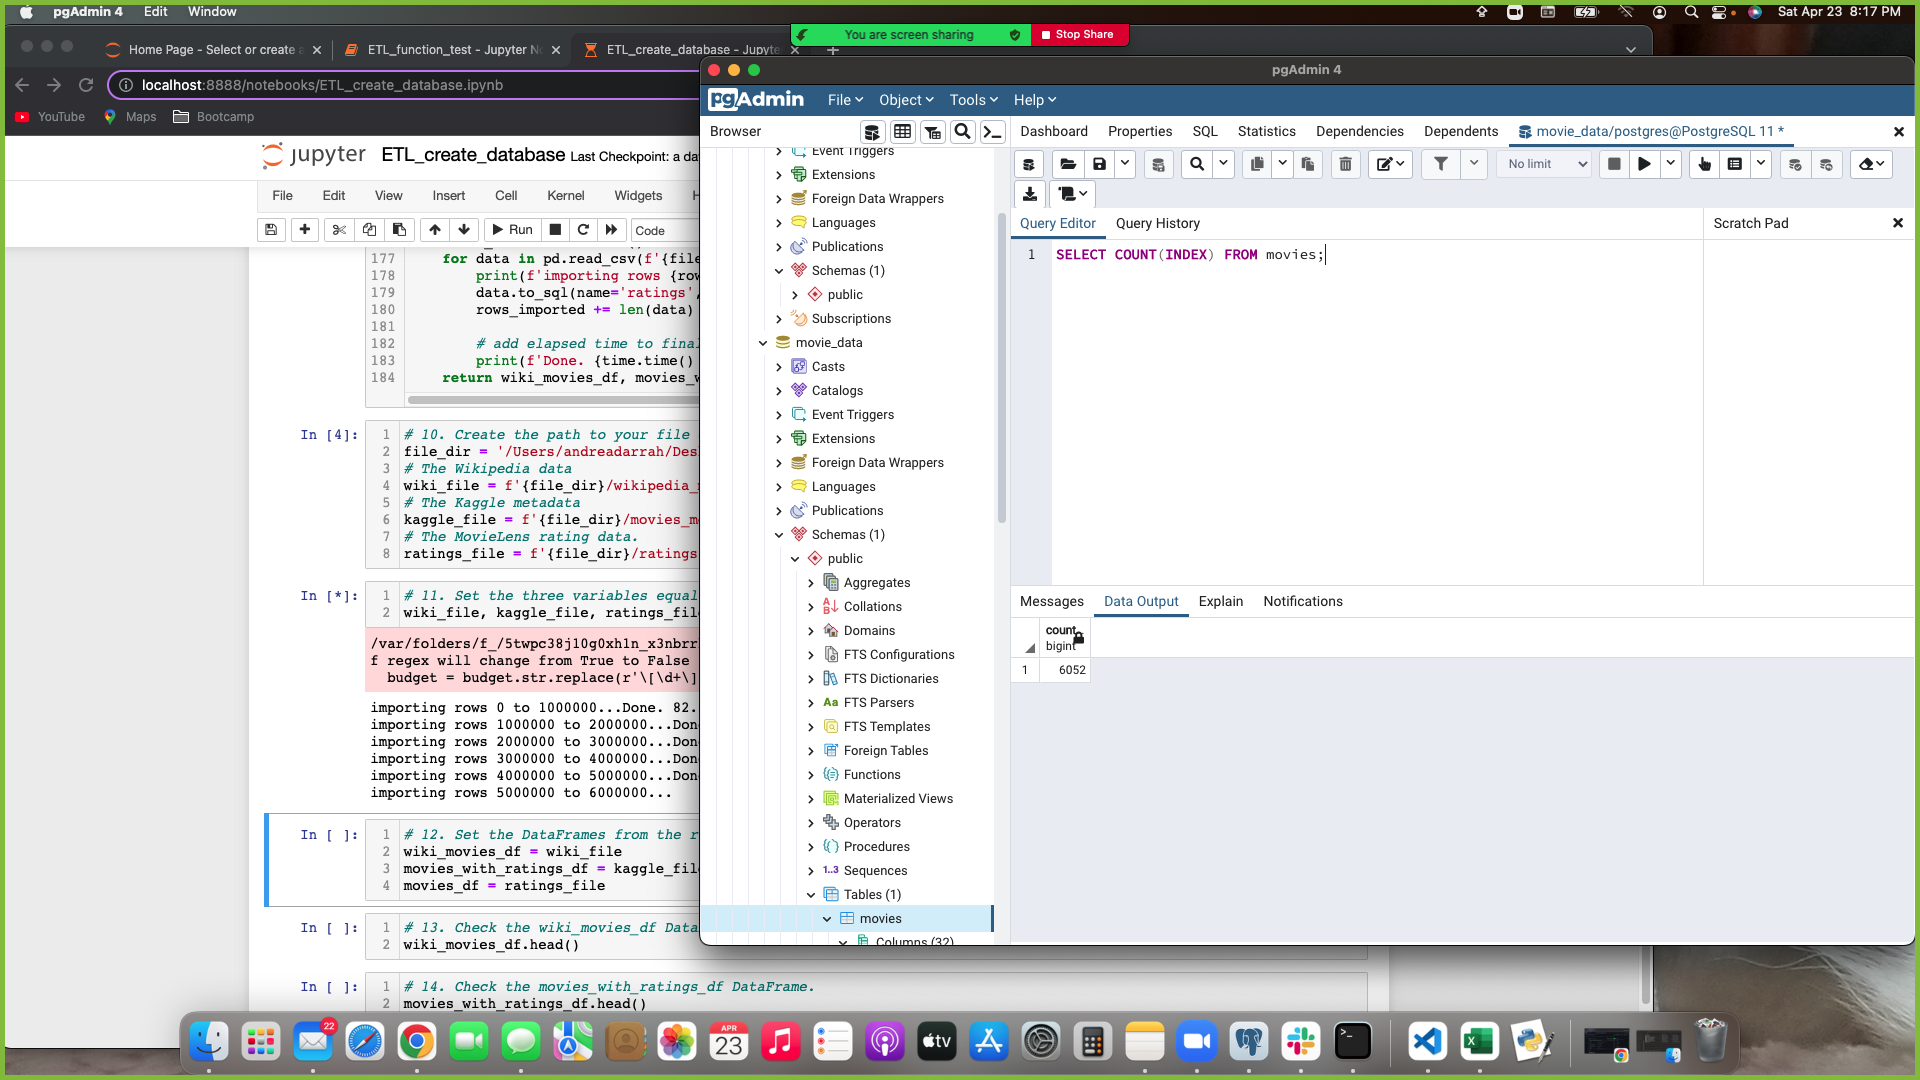 pgAdmin 4 Edit Window
Sat Apr 23 8:17 PM
You are screen sharing
Stop Share
Home Page - Select or create a
ETL_function_test - Jupyter No
ETL_create_database - Jupyte
localhost:8888/notebooks/ETL_create_database.ipynb
YouTube
Maps
Bootcamp
jupyter ETL_create_database Last Checkpoint: a da
File Edit View Insert Cell Kernel Widgets H
Run
Code
177 for data in pd.read_csv(f'{file
178 print(f'importing rows {row
179 data.to_sql(name='ratings',
180 rows_imported += len(data)
181
182 # add elapsed time to final
183 print(f'Done. {time.time()
184 return wiki_movies_df, movies_w
In [4]:
1 # 10. Create the path to your file
2 file_dir = '/Users/andreadarrah/Des
3 # The Wikipedia data
4 wiki_file = f'{file_dir}/wikipedia_
5 # The Kaggle metadata
6 kaggle_file = f'{file_dir}/movies_m
7 # The MovieLens rating data.
8 ratings_file = f'{file_dir}/ratings
In [*]:
1 # 11. Set the three variables equal
2 wiki_file, kaggle_file, ratings_fil
/var/folders/f_/5twpc38j10g0xh1n_x3nbrr
f regex will change from True to False
budget = budget.str.replace(r'\[\d+\]
importing rows 0 to 1000000...Done. 82.
importing rows 1000000 to 2000000...Don
importing rows 2000000 to 3000000...Don
importing rows 3000000 to 4000000...Don
importing rows 4000000 to 5000000...Don
importing rows 5000000 to 6000000...
In [ ]:
1 # 12. Set the DataFrames from the r
2 wiki_movies_df = wiki_file
3 movies_with_ratings_df = kaggle_fil
4 movies_df = ratings_file
In [ ]:
1 # 13. Check the wiki_movies_df Data
2 wiki_movies_df.head()
In [ ]:
1 # 14. Check the movies_with_ratings_df DataFrame.
2 movies_with_ratings_df.head()
pgAdmin 4
pgAdmin File Object Tools Help
Browser
Event Triggers
Extensions
Foreign Data Wrappers
Languages
Publications
Schemas (1)
public
Subscriptions
movie_data
Casts
Catalogs
Event Triggers
Extensions
Foreign Data Wrappers
Languages
Publications
Schemas (1)
public
Aggregates
Collations
Domains
FTS Configurations
FTS Dictionaries
Aa FTS Parsers
FTS Templates
Foreign Tables
Functions
Materialized Views
Operators
Procedures
1..3 Sequences
Tables (1)
movies
Columns (32)
Dashboard Properties SQL Statistics Dependencies Dependents movie_data/postgres@PostgreSQL 11 *
No limit
Query Editor Query History
Scratch Pad
1 SELECT COUNT(INDEX) FROM movies;
Messages Data Output Explain Notifications
count
bigint
1 6052
22
APR
23
tv